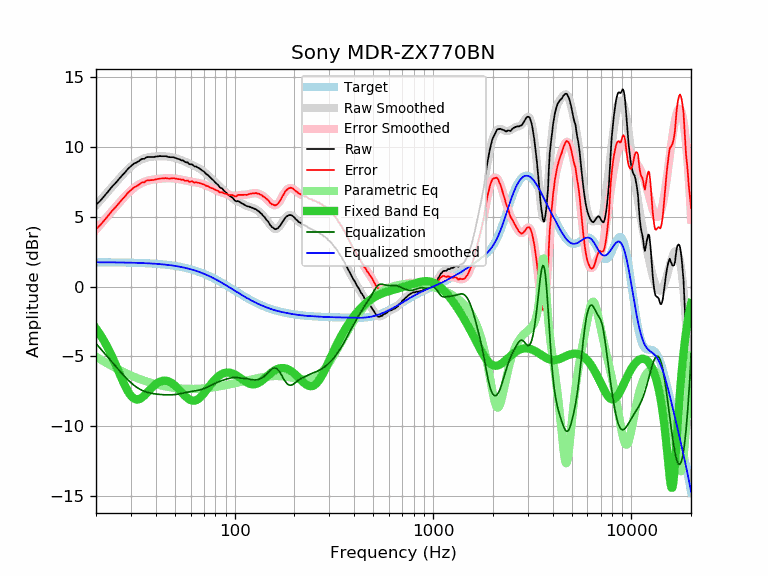 Sony MDR-ZX770BN
Amplitude (dBr)
15
10
5
0
−5
−10
−15
Target
Raw Smoothed
Error Smoothed
Raw
Error
Parametric Eq
Fixed Band Eq
Equalization
Equalized smoothed
100
1000
10000
Frequency (Hz)